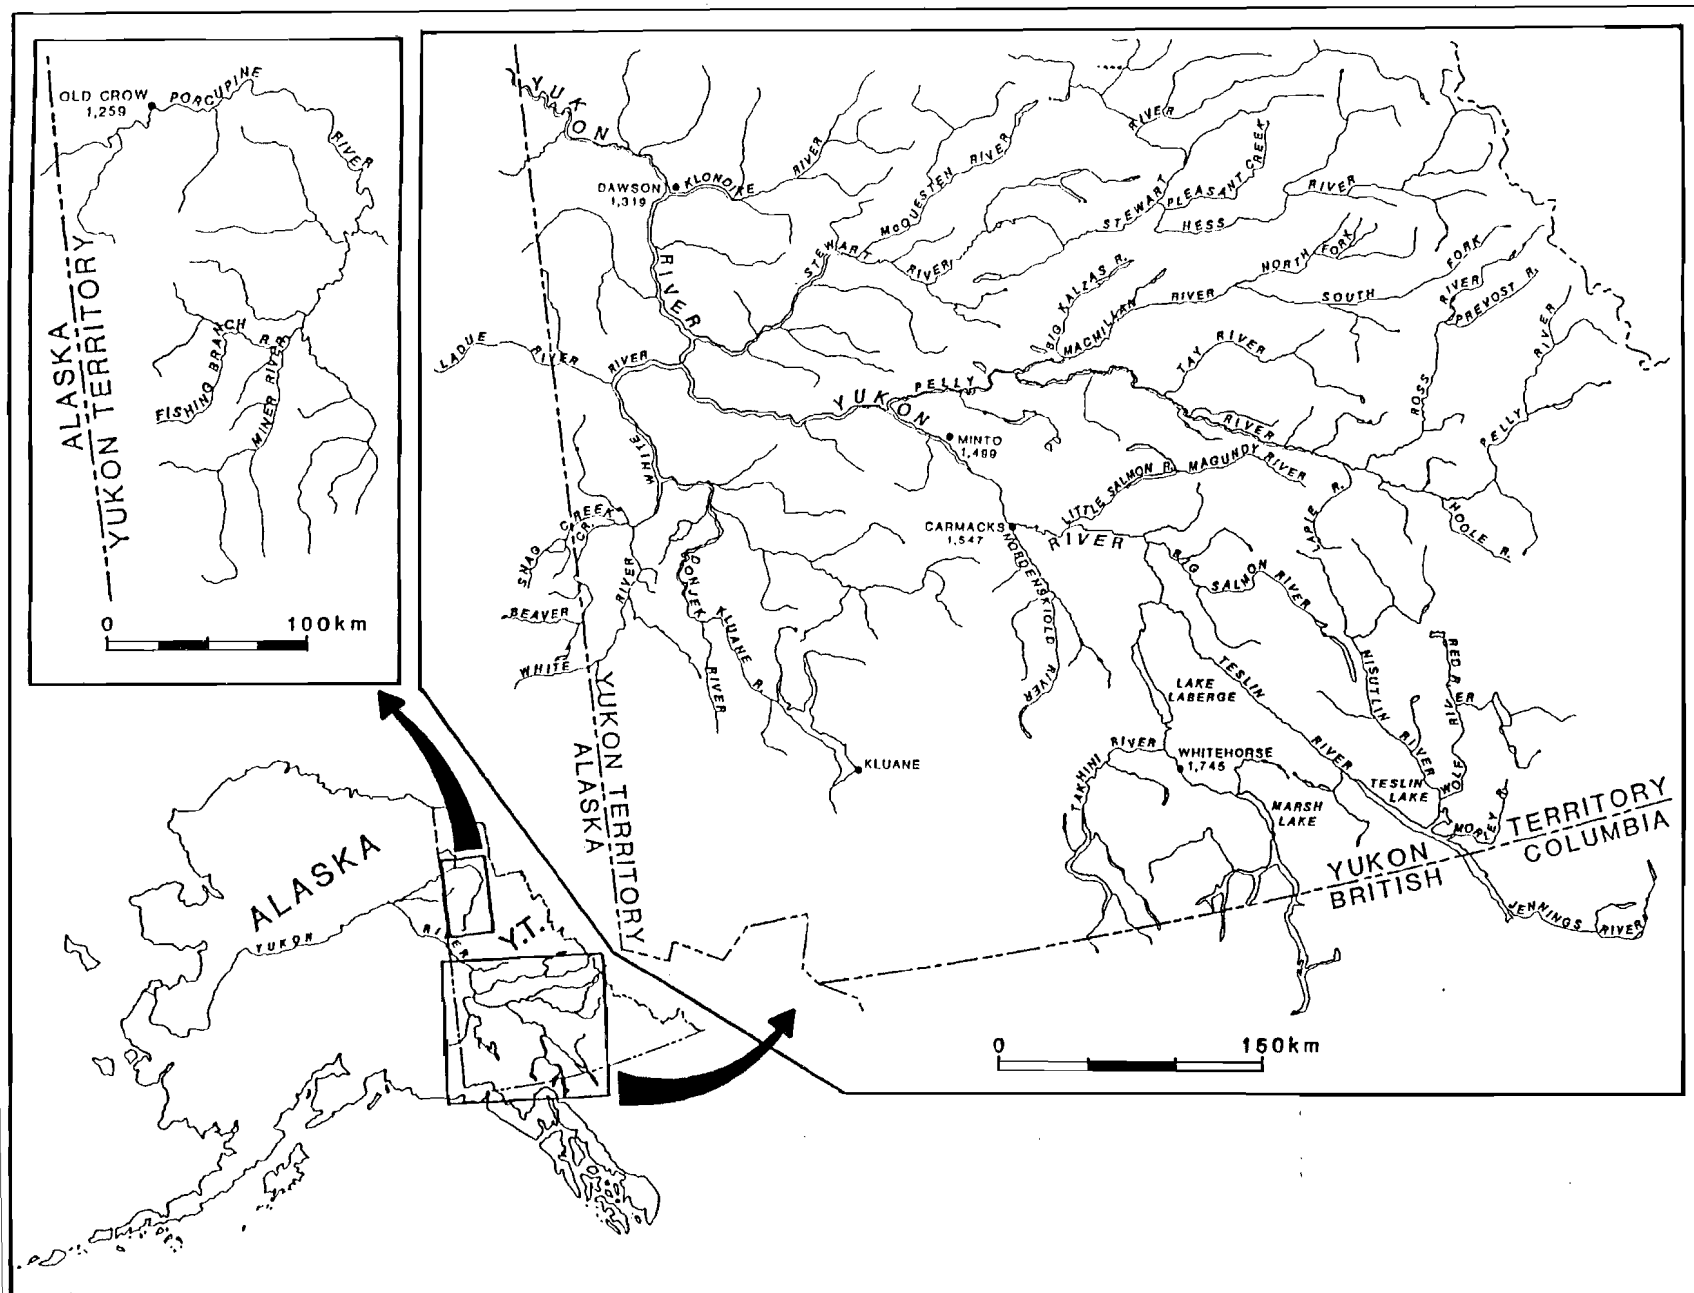 OLD CROW
1,259
PORCUPINE
RIVER
ALASKA
YUKON TERRITORY
FISHING BRANCH R.
MINER RIVER
0 100km
YUKON
DAWSON
1,319
KLONDIKE
RIVER
RIVER
McQUESTEN RIVER
RIVER
STEWART
PLEASANT CREEK
HESS
RIVER
STEWART
RIVER
STEWART
RIVER
BIG KALZAS R.
MACMILLAN
RIVER
NORTH FORK
SOUTH
FORK
RIVER
PREVOST R.
ROSS
TAY RIVER
PELLY
RIVER
LADUE
RIVER
RIVER
WHITE
YUKON
PELLY
RIVER
MINTO
1,499
LITTLE SALMON R.
MAGUNDY RIVER
LAPIE R.
HOOLE R.
CARMACKS
1,547
RIVER
NORDENSKIOLD RIVER
BIG
SALMON RIVER
SNAG
CREEK
CR.
BEAVER
WHITE
RIVER
DONJEK
RIVER
KLUANE R.
KLUANE
YUKON TERRITORY
ALASKA
LAKE
LABERGE
TESLIN
RIVER
NISUTLIN
RIVER
RED RIVER
WOLF
TAKHINI
RIVER
WHITEHORSE
1,745
MARSH
LAKE
TESLIN
LAKE
MORLEY R.
YUKON TERRITORY
BRITISH COLUMBIA
JENNINGS
RIVER
0 150km
ALASKA
YUKON
RIVER
Y.T.